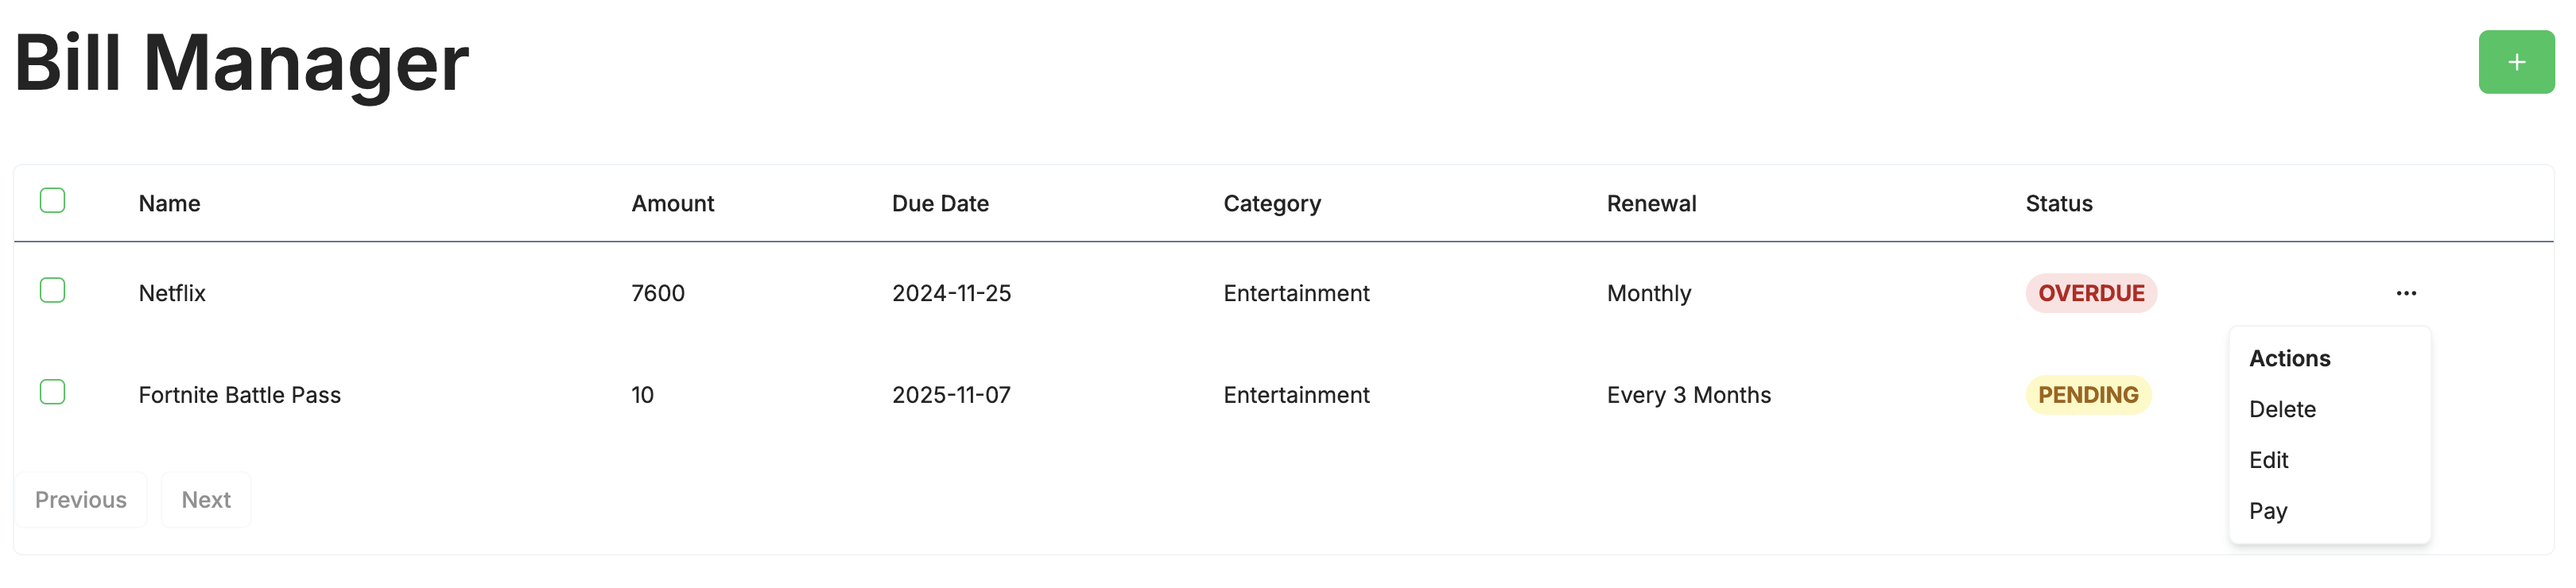 Bill Manager
+
Name Amount Due Date Category Renewal Status
Netflix 7600 2024-11-25 Entertainment Monthly OVERDUE ...
Fortnite Battle Pass 10 2025-11-07 Entertainment Every 3 Months PENDING
Actions
Delete
Edit
Pay
Previous Next